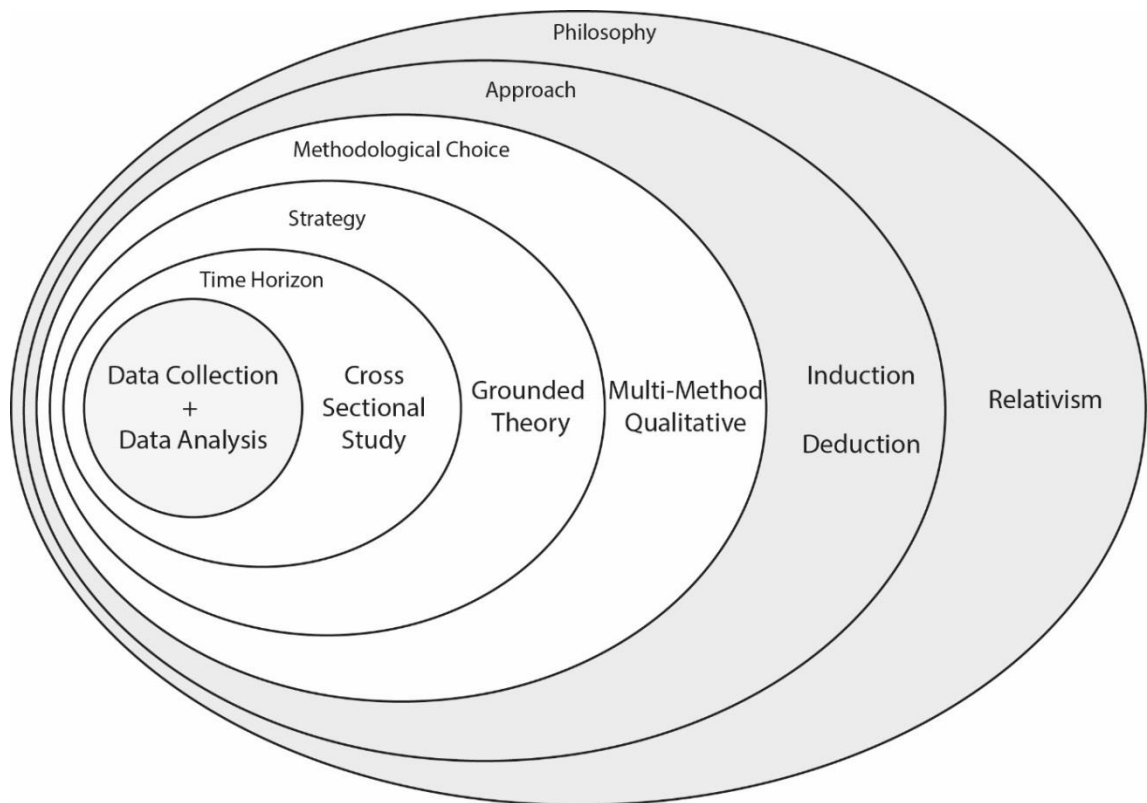 Philosophy
Approach
Methodological Choice
Strategy
Time Horizon
Data Collection
+
Data Analysis
Cross
Sectional
Study
Grounded
Theory
Multi-Method
Qualitative
Induction
Deduction
Relativism